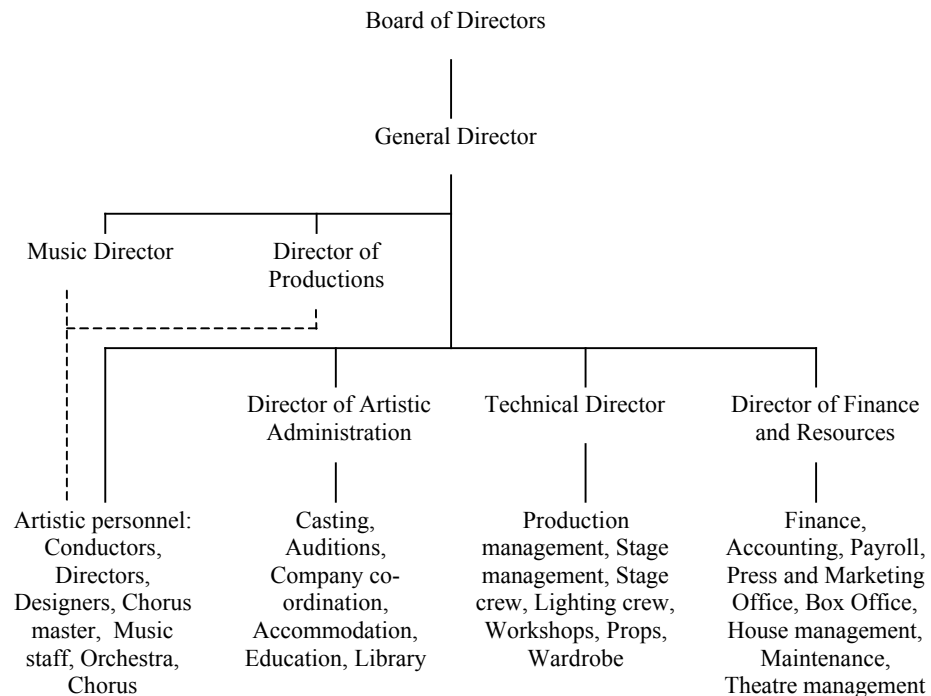 Board of Directors
General Director
Music Director
Director of
Productions
Director of Artistic
Administration
Technical Director
Director of Finance
and Resources
Artistic personnel:
Conductors,
Directors,
Designers, Chorus
master,  Music
staff, Orchestra,
Chorus
Casting,
Auditions,
Company co-
ordination,
Accommodation,
Education, Library
Production
management, Stage
management, Stage
crew, Lighting crew,
Workshops, Props,
Wardrobe
Finance,
Accounting, Payroll,
Press and Marketing
Office, Box Office,
House management,
Maintenance,
Theatre management